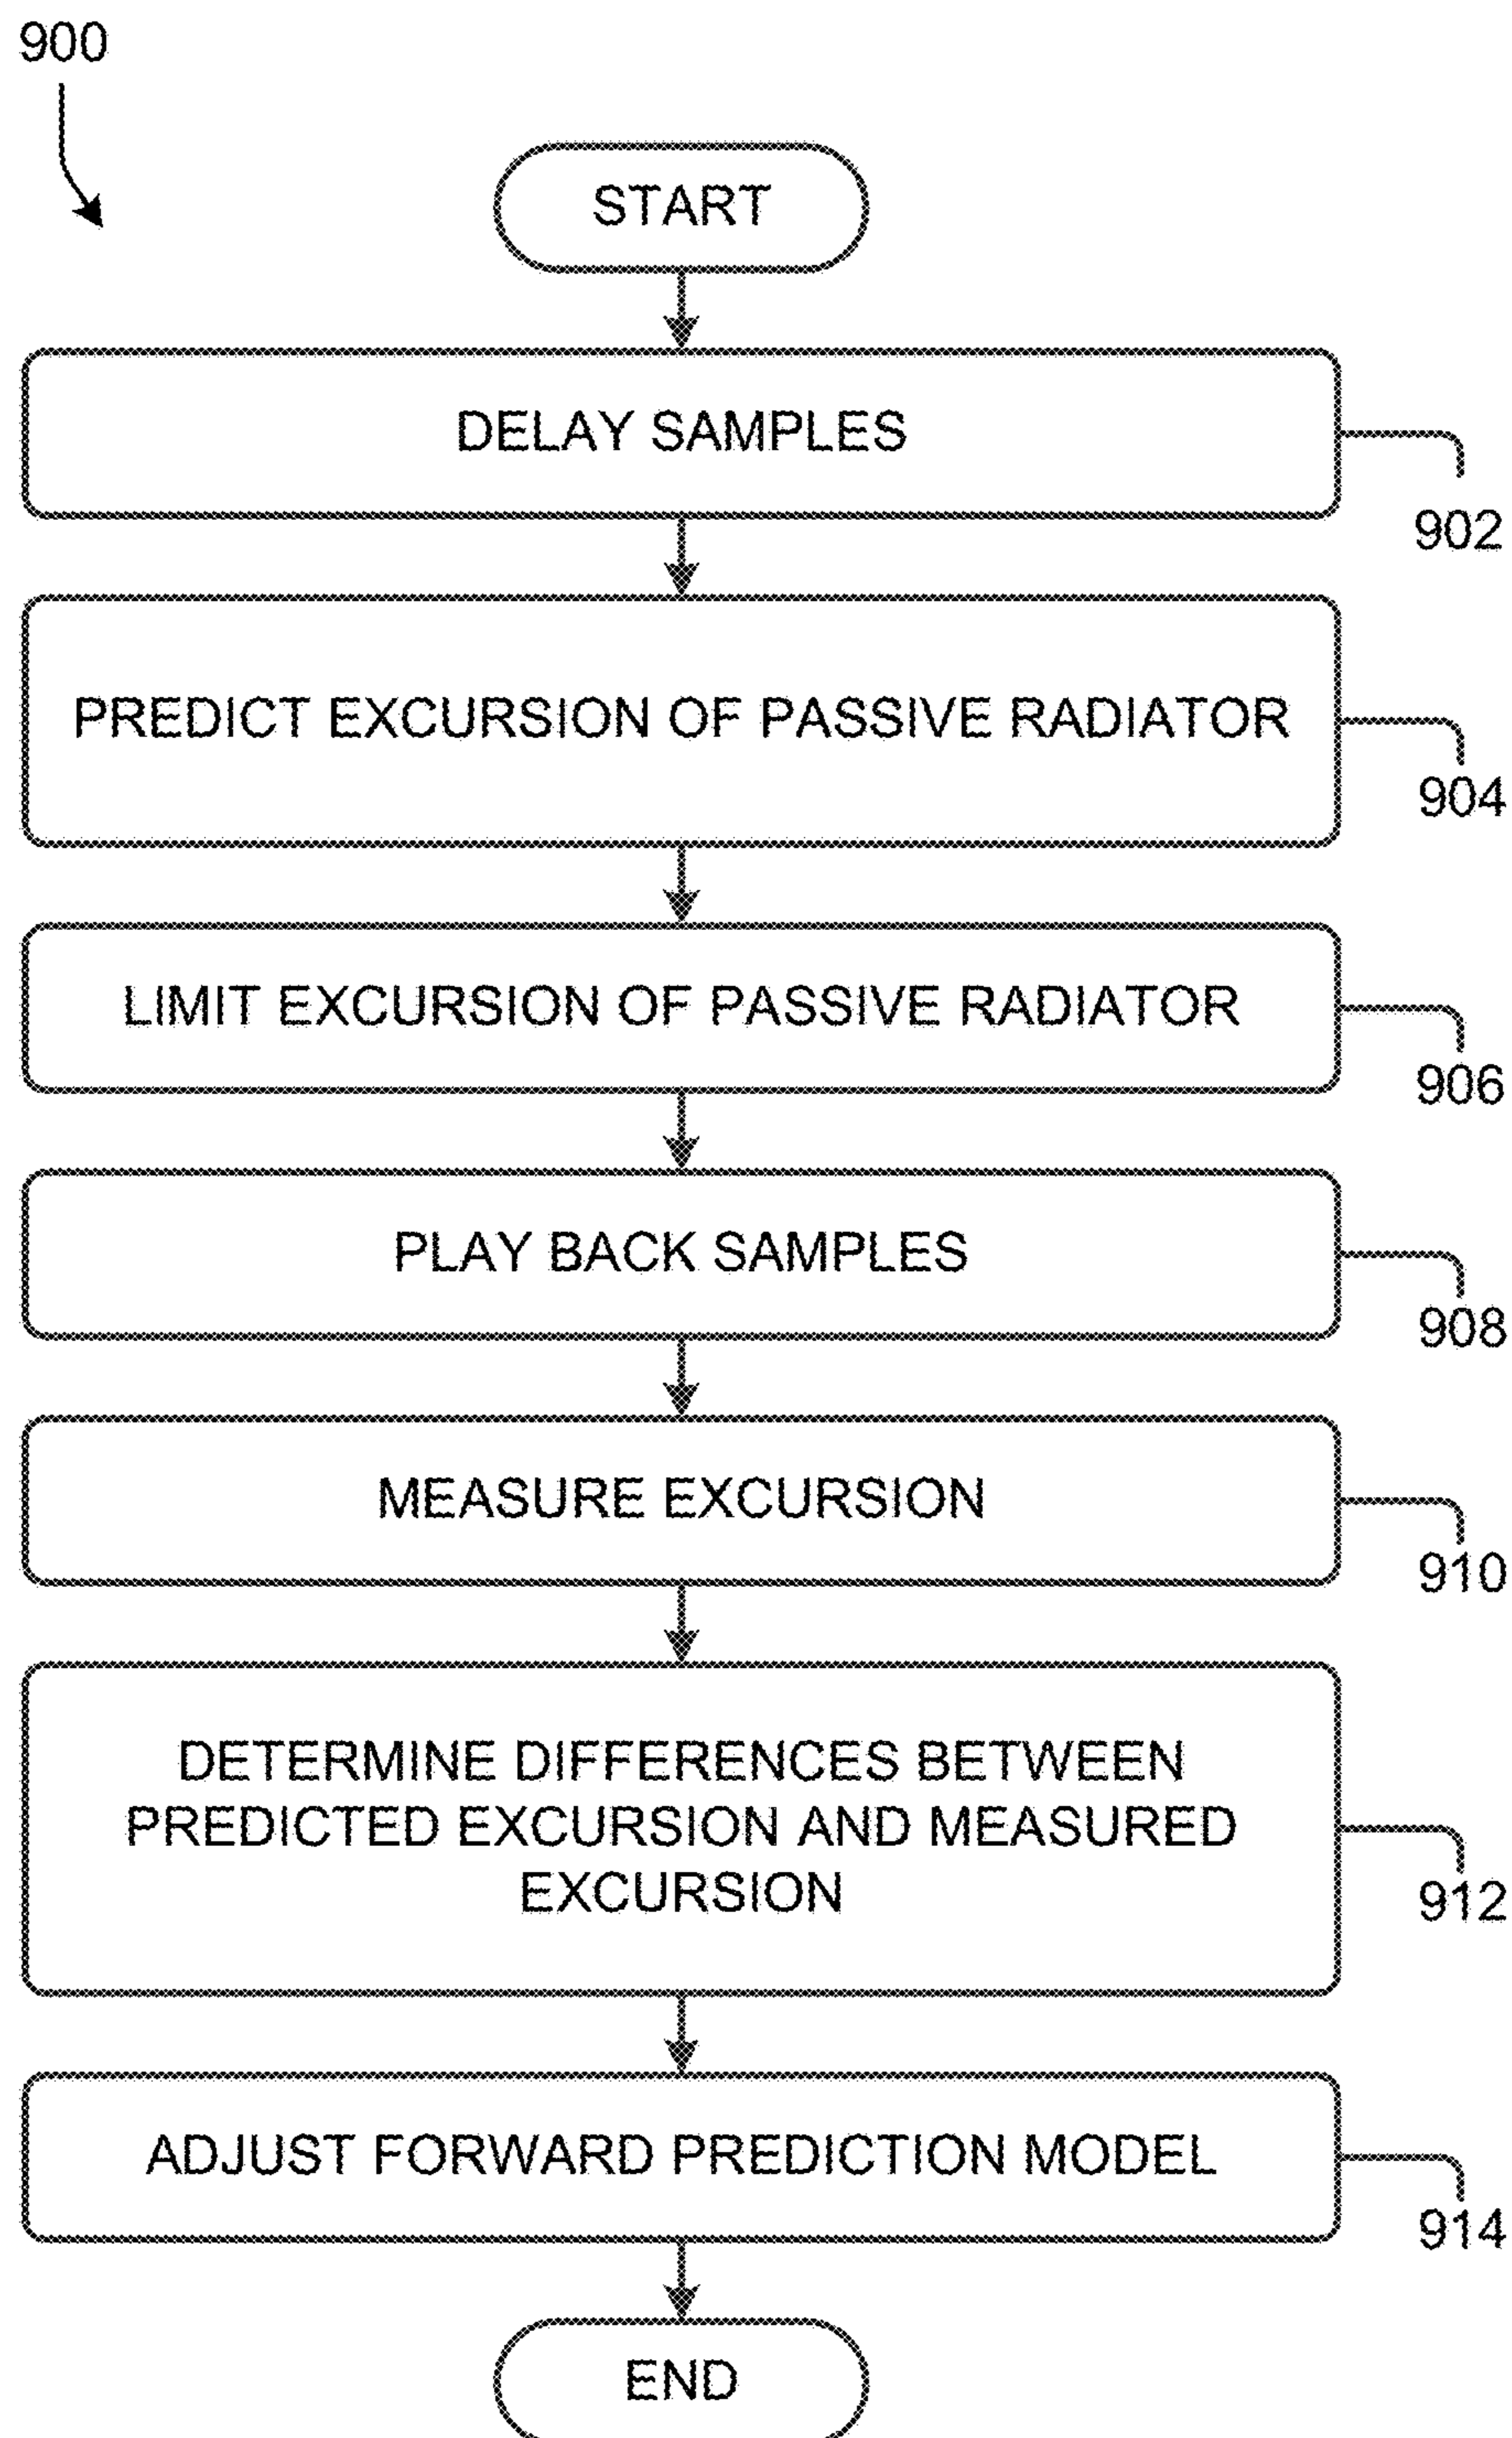 900
START
DELAY SAMPLES
902
PREDICT EXCURSION OF PASSIVE RADIATOR
904
LIMIT EXCURSION OF PASSIVE RADIATOR
906
PLAY BACK SAMPLES
908
MEASURE EXCURSION
910
DETERMINE DIFFERENCES BETWEEN
PREDICTED EXCURSION AND MEASURED
EXCURSION
912
ADJUST FORWARD PREDICTION MODEL
914
END